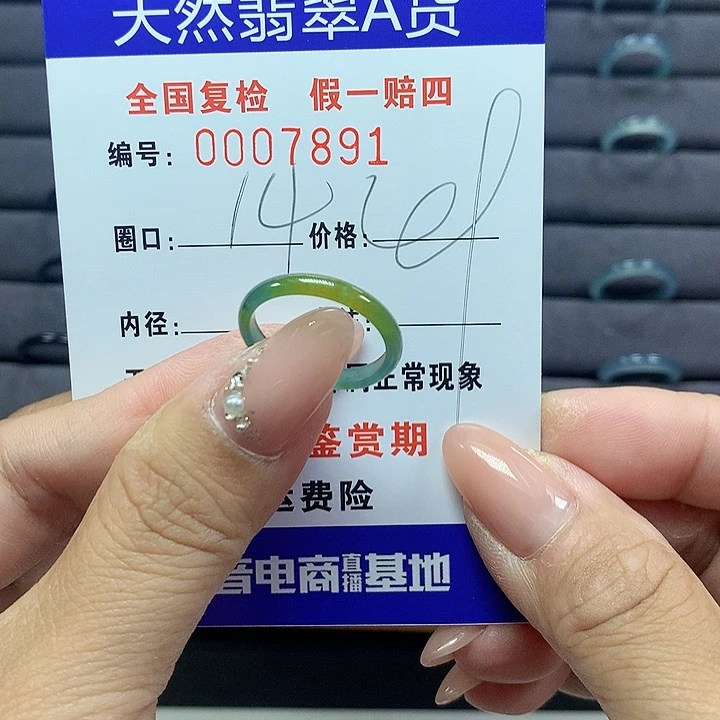 天然翡翠A货
全国复检 假一赔四
编号: 0007891
圈口: 14 价格:
内径:
正常现象
鉴赏期
运费险
音电商直播基地